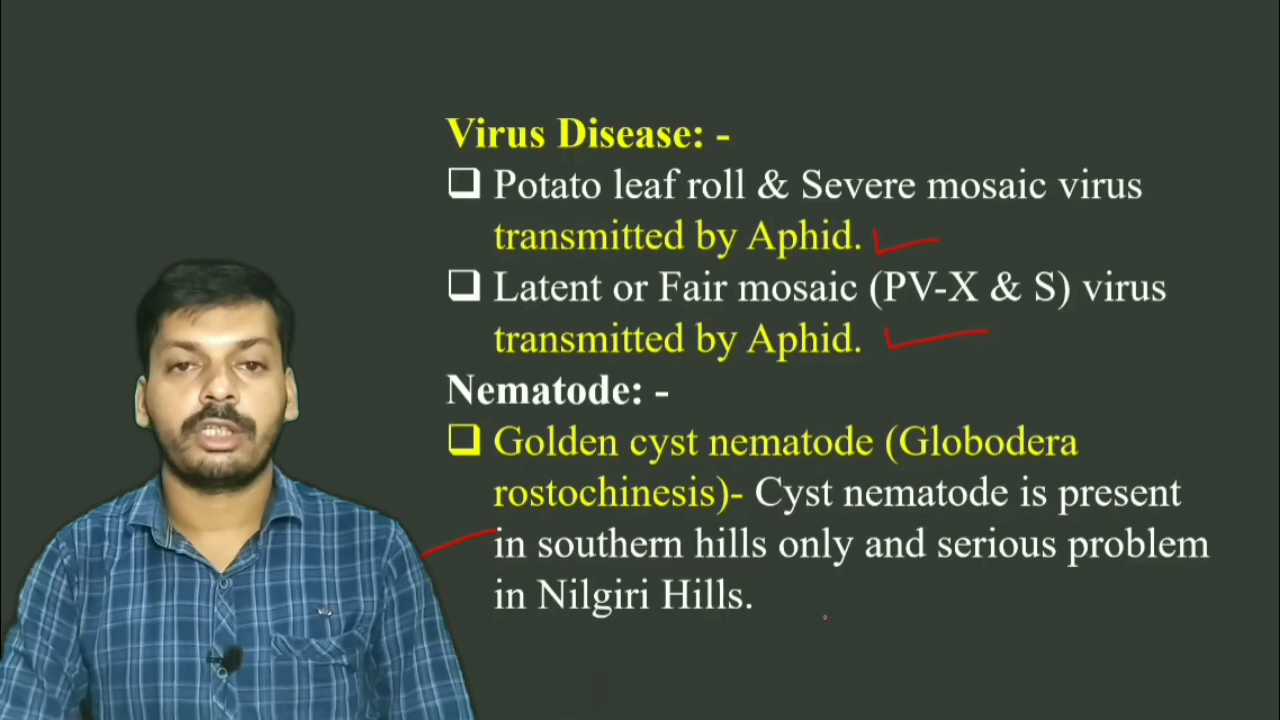 Virus Disease: -
❑ Potato leaf roll & Severe mosaic virus
transmitted by Aphid.
❑ Latent or Fair mosaic (PV-X & S) virus
transmitted by Aphid.
Nematode: -
❑ Golden cyst nematode (Globodera
rostochinesis)- Cyst nematode is present
in southern hills only and serious problem
in Nilgiri Hills.